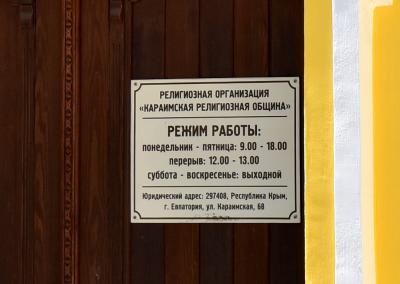 РЕЛИГИОЗНАЯ ОРГАНИЗАЦИЯ
«КАРАИМСКАЯ РЕЛИГИОЗНАЯ ОБЩИНА»
РЕЖИМ РАБОТЫ:
понедельник - пятница: 9.00 - 18.00
перерыв: 12.00 - 13.00
суббота - воскресенье: выходной
Юридический адрес: 297408, Республика Крым,
г. Евпатория, ул. Караимская, 68